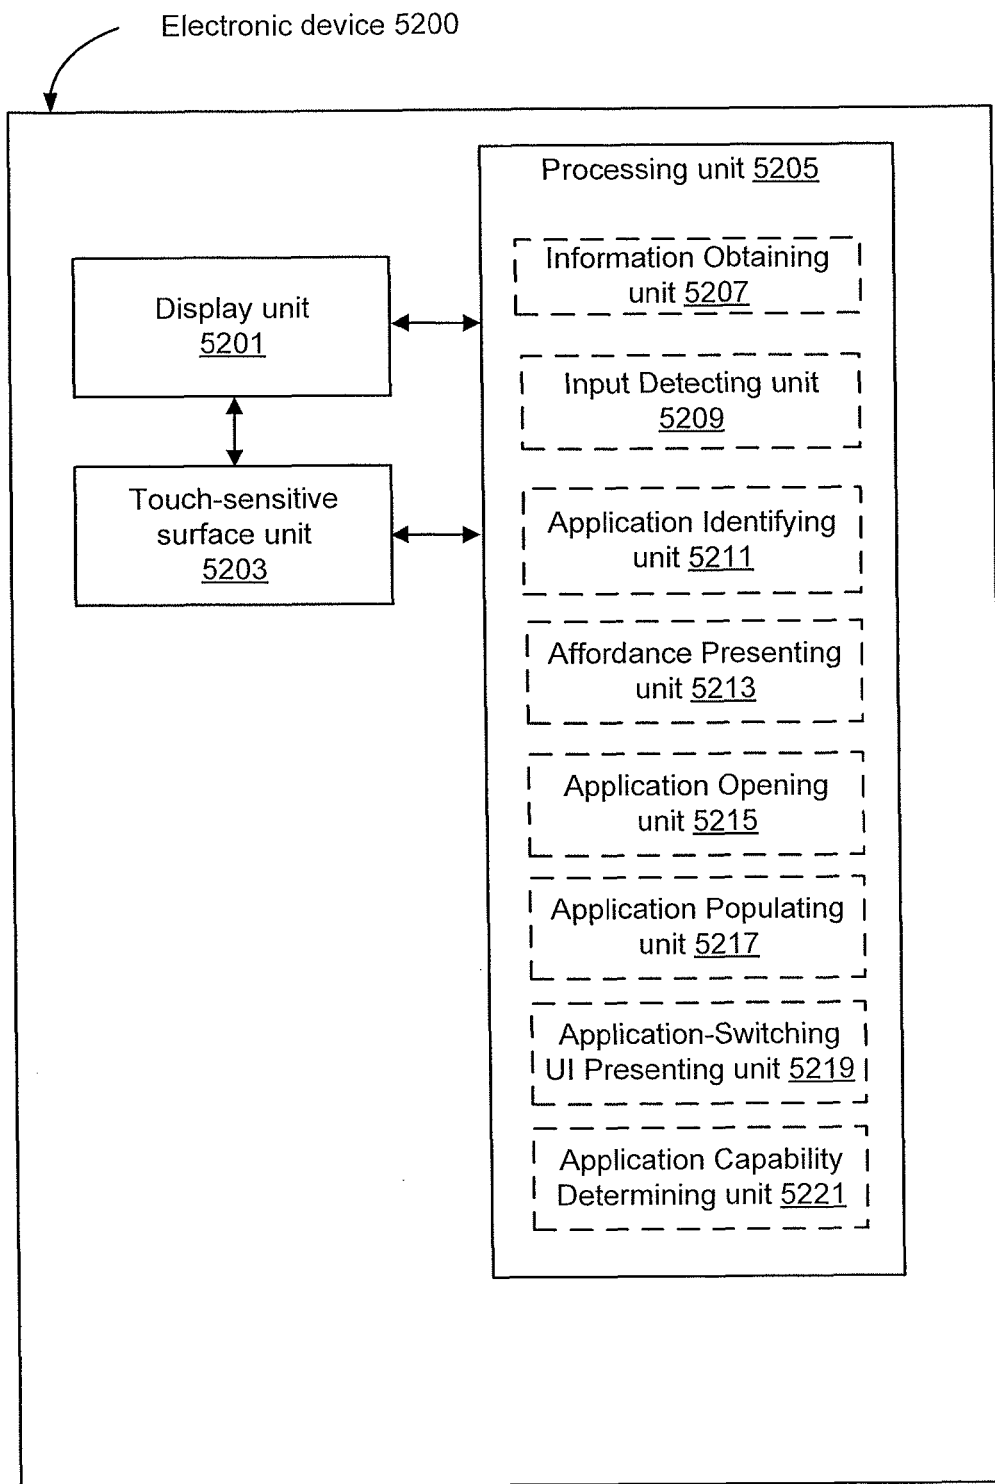 Electronic device 5200
Processing unit 5205
Information Obtaining
unit 5207
Display unit
5201
Input Detecting unit
5209
Touch-sensitive
surface unit
5203
Application Identifying
unit 5211
Affordance Presenting
unit 5213
Application Opening
unit 5215
Application Populating
unit 5217
Application-Switching
UI Presenting unit 5219
Application Capability
Determining unit 5221